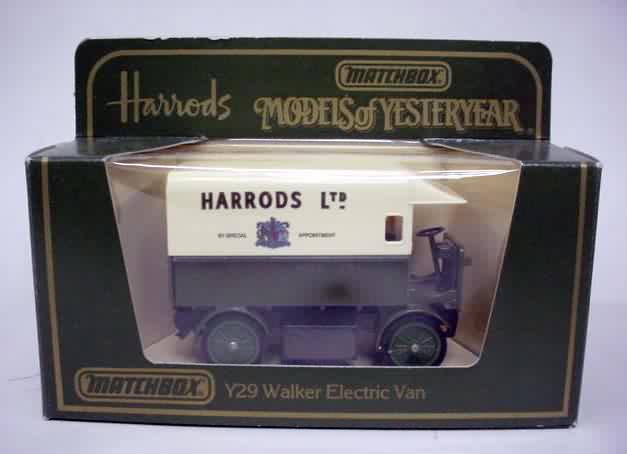 MATCHBOX
Harrods MODELS of YESTERYEAR
HARRODS LTD
BY SPECIAL APPOINTMENT
MATCHBOX Y29 Walker Electric Van